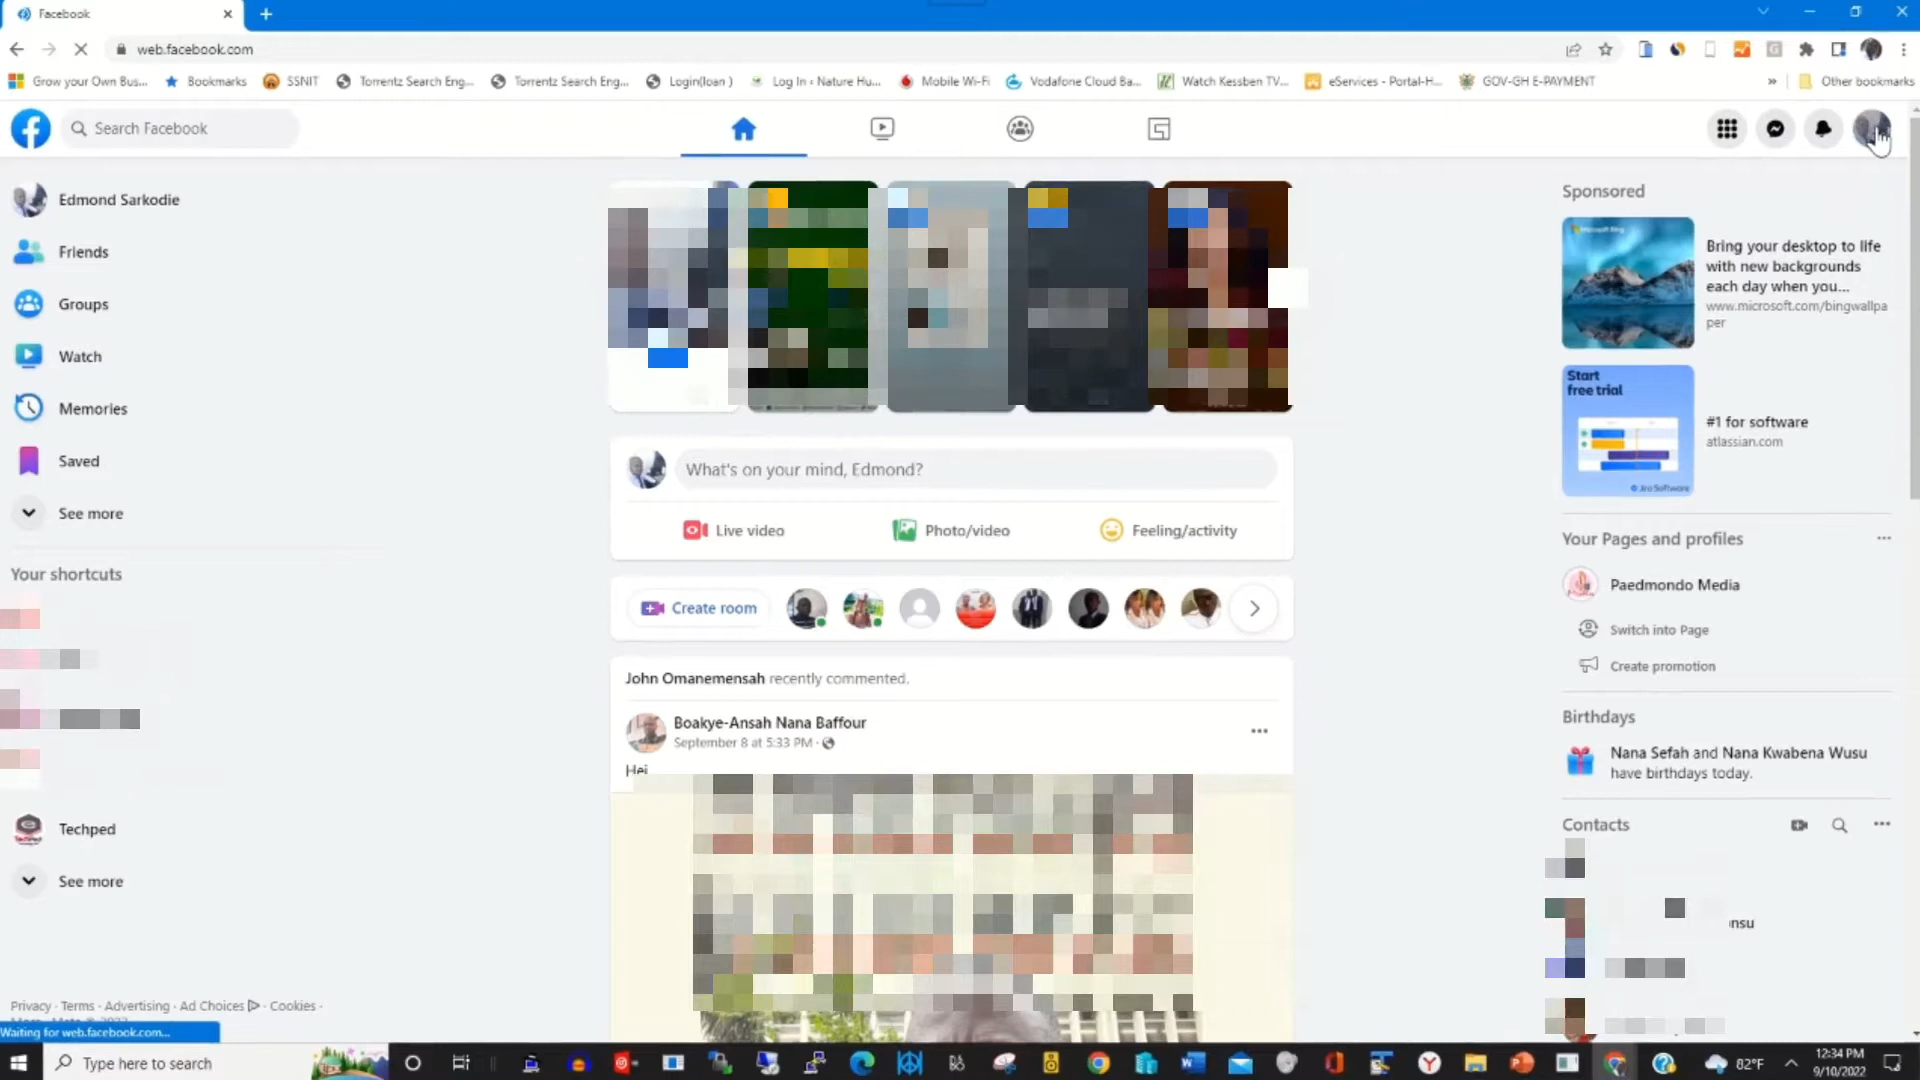 Facebook
web.facebook.com
Grow your Own Bus...
Bookmarks
SSNIT
Torrentz Search Eng...
Torrentz Search Eng...
Login(loan )
Log In ‹ Nature Hu...
Mobile Wi-Fi
Vodafone Cloud Ba...
Watch Kessben TV...
eServices - Portal-H...
GOV-GH E-PAYMENT
»
Other bookmarks
Search Facebook
Edmond Sarkodie
Friends
Groups
Watch
Memories
Saved
See more
Your shortcuts
Techped
See more
Privacy · Terms · Advertising · Ad Choices · Cookies ·
Waiting for web.facebook.com...
What's on your mind, Edmond?
Live video
Photo/video
Feeling/activity
Create room
John Omanemensah recently commented.
Boakye-Ansah Nana Baffour
September 8 at 5:33 PM ·
Hei
Sponsored
Microsoft Bing
Bring your desktop to life
with new backgrounds
each day when you...
www.microsoft.com/bingwallpa
per
Start
free trial
Jira Software
#1 for software
atlassian.com
Your Pages and profiles
Paedmondo Media
Switch into Page
Create promotion
Birthdays
Nana Sefah and Nana Kwabena Wusu
have birthdays today.
Contacts
nsu
Type here to search
82°F
12:34 PM
9/10/2022